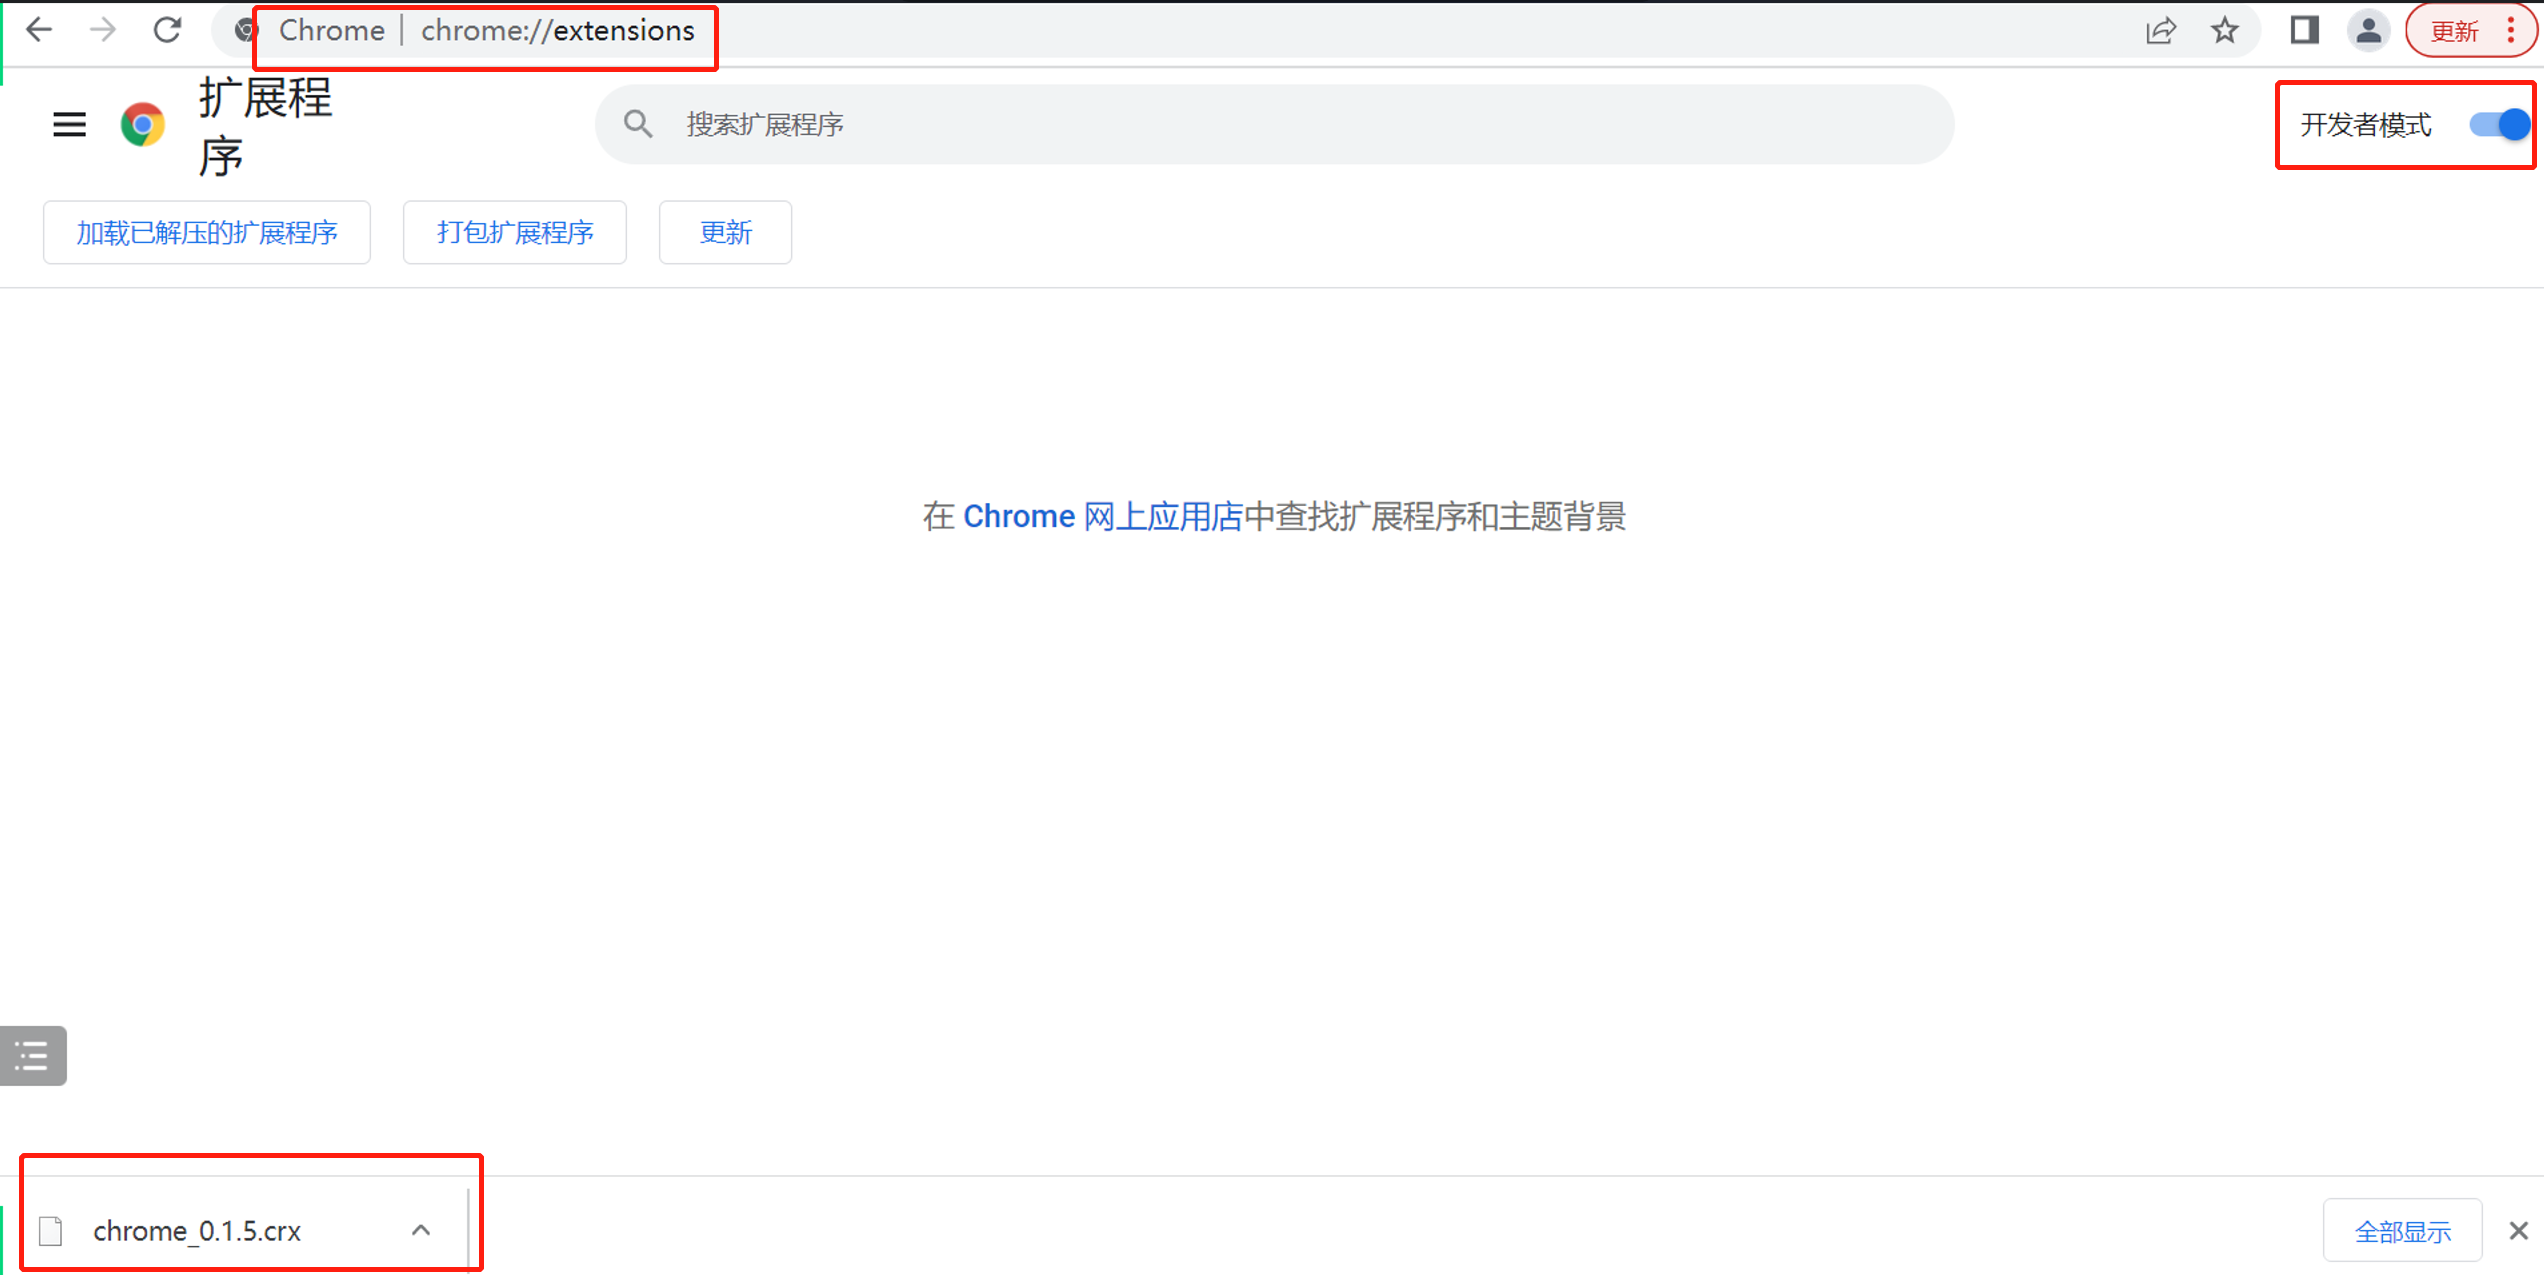 Chrome | chrome://extensions
更新
扩展程
序
搜索扩展程序
开发者模式
加载已解压的扩展程序
打包扩展程序
更新
在 Chrome 网上应用店中查找扩展程序和主题背景
chrome_0.1.5.crx
全部显示